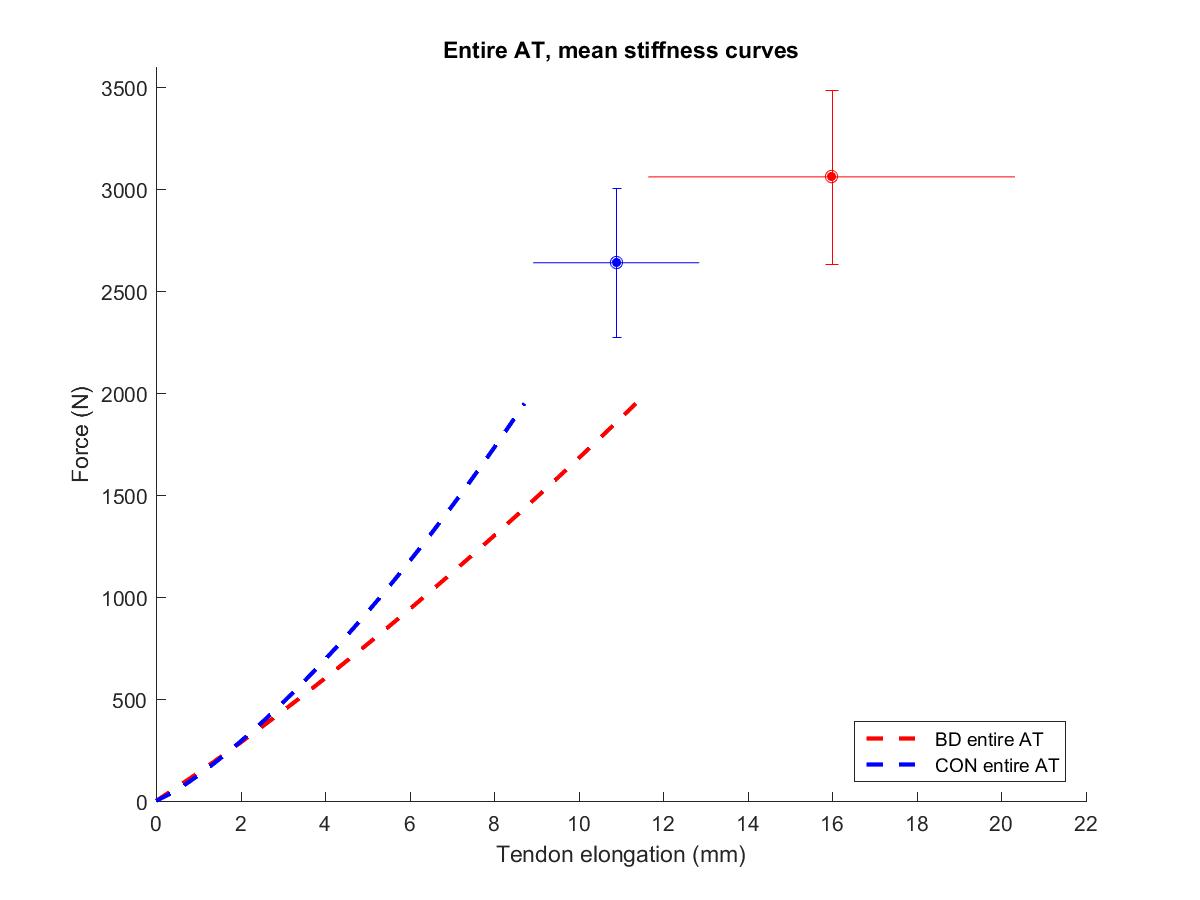 Entire AT, mean stiffness curves
3500
3000
2500
2000
1500
1000
500
0
Force (N)
0 2 4 6 8 10 12 14 16 18 20 22
Tendon elongation (mm)
BD entire AT
CON entire AT